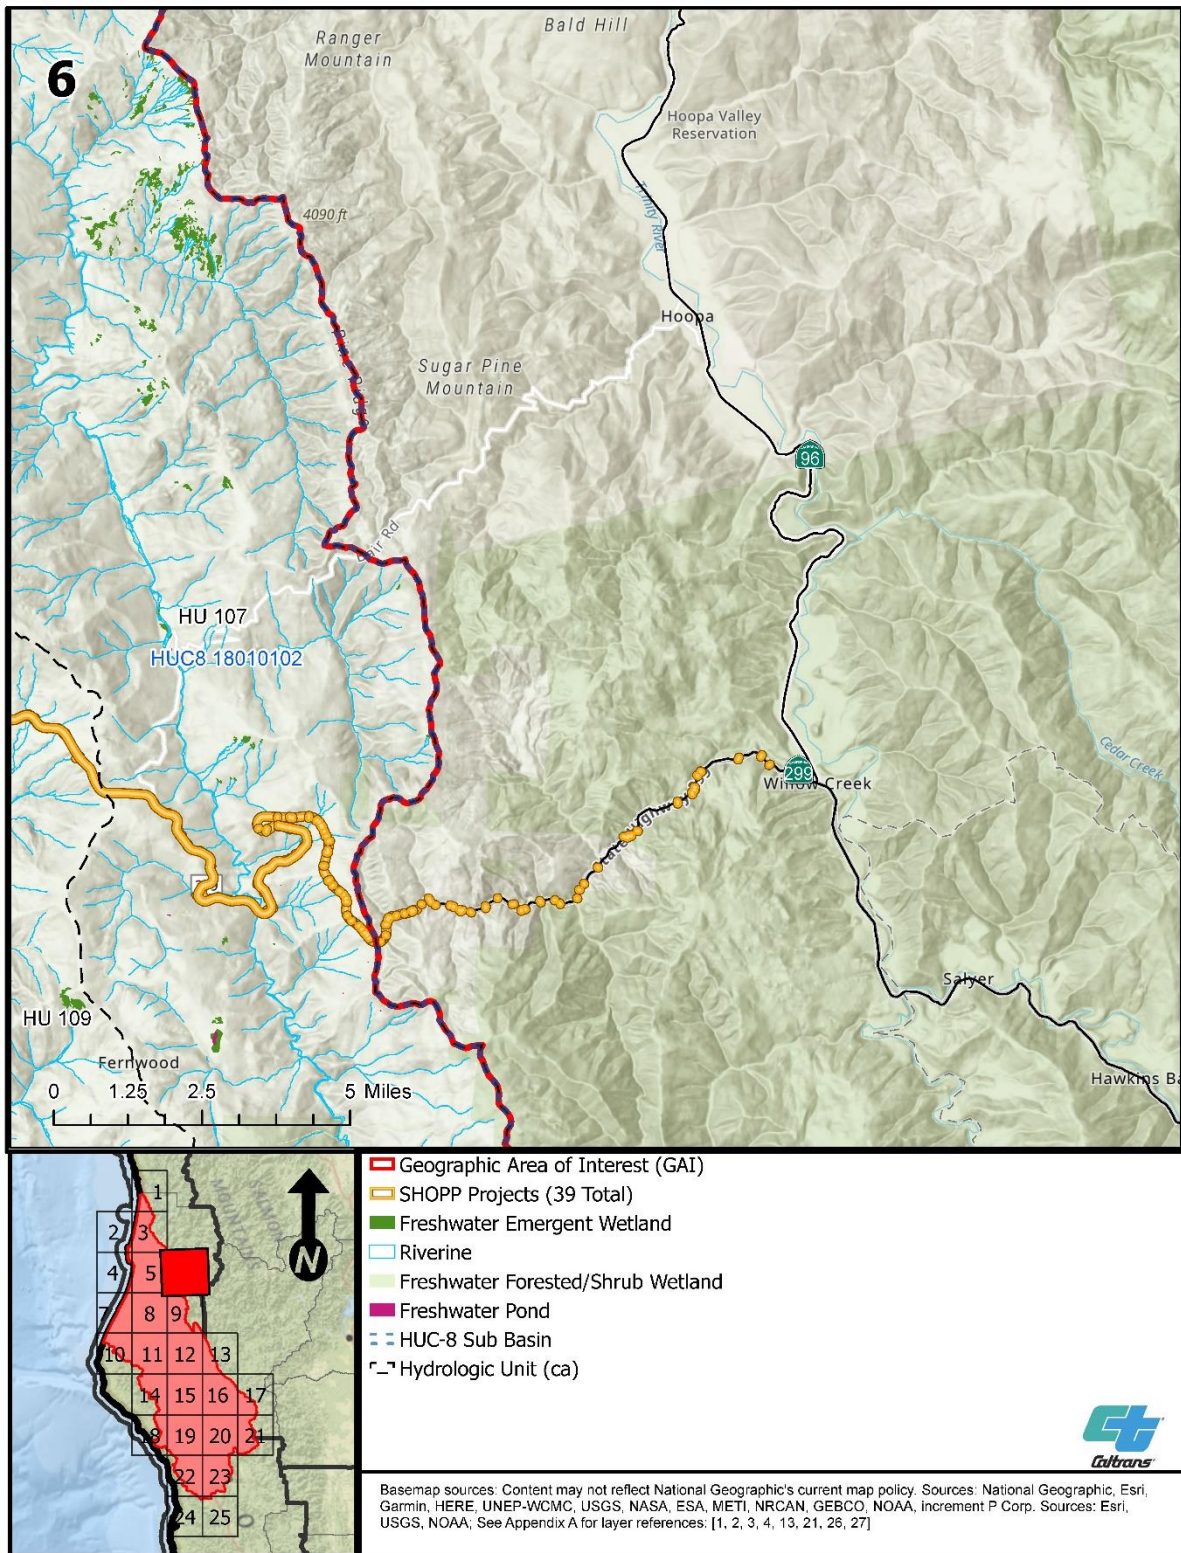 6
Ranger
Mountain
Bald Hill
Hoopa Valley
Reservation
Trinity River
4090 ft
Hoopa
Sugar Pine
Mountain
96
HU 107
HUC8 18010102
299
Willow Creek
Cedar Creek
Salyer
HU 109
Fernwood
Hawkins Ba
0 1.25 2.5 5 Miles
1
2 3
4 5
7 8 9
10 11 12 13
14 15 16 17
18 19 20 21
22 23
24 25
SALMON
MOUNTAIN
N
Geographic Area of Interest (GAI)
SHOPP Projects (39 Total)
Freshwater Emergent Wetland
Riverine
Freshwater Forested/Shrub Wetland
Freshwater Pond
HUC-8 Sub Basin
Hydrologic Unit (ca)
Caltrans
Basemap sources: Content may not reflect National Geographic's current map policy. Sources: National Geographic, Esri,
Garmin, HERE, UNEP-WCMC, USGS, NASA, ESA, METI, NRCAN, GEBCO, NOAA, increment P Corp. Sources: Esri,
USGS, NOAA; See Appendix A for layer references: [1, 2, 3, 4, 13, 21, 26, 27]